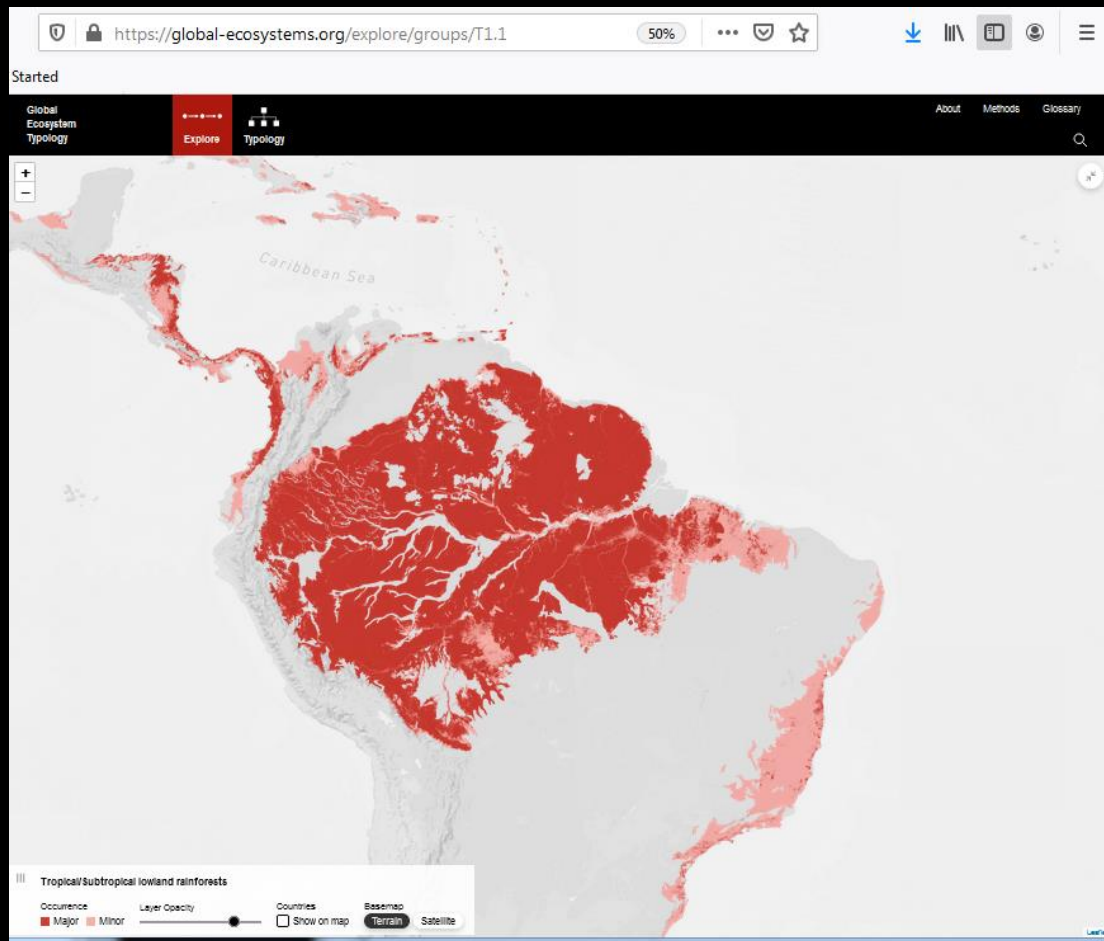 https://global-ecosystems.org/explore/groups/T1.1
50%
Started
Global
Ecosystem
Typology
Explore
Typology
About Methods Glossary
+
−
Caribbean Sea
Tropical/Subtropical lowland rainforests
Occurrence
Major Minor
Layer Opacity
Countries
Show on map
Basemap
Terrain Satellite